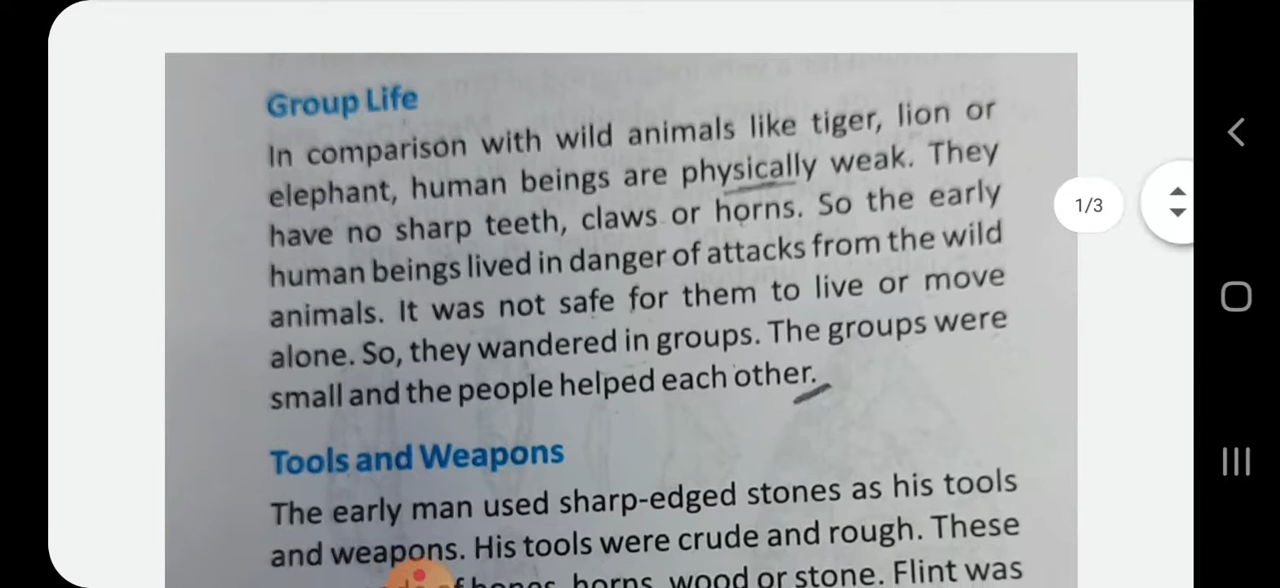 Group Life
In comparison with wild animals like tiger, lion or
elephant, human beings are physically weak. They
have no sharp teeth, claws or horns. So the early
human beings lived in danger of attacks from the wild
animals. It was not safe for them to live or move
alone. So, they wandered in groups. The groups were
small and the people helped each other.
1/3
Tools and Weapons
The early man used sharp-edged stones as his tools
and weapons. His tools were crude and rough. These
of bones, horns, wood or stone. Flint was